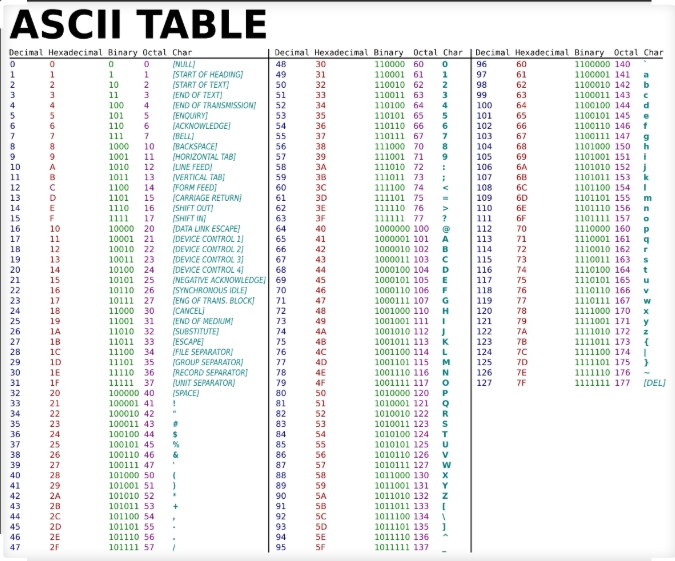 ASCII TABLE
Decimal Hexadecimal Binary Octal Char
0 0 0 0 [NULL]
1 1 1 1 [START OF HEADING]
2 2 10 2 [START OF TEXT]
3 3 11 3 [END OF TEXT]
4 4 100 4 [END OF TRANSMISSION]
5 5 101 5 [ENQUIRY]
6 6 110 6 [ACKNOWLEDGE]
7 7 111 7 [BELL]
8 8 1000 10 [BACKSPACE]
9 9 1001 11 [HORIZONTAL TAB]
10 A 1010 12 [LINE FEED]
11 B 1011 13 [VERTICAL TAB]
12 C 1100 14 [FORM FEED]
13 D 1101 15 [CARRIAGE RETURN]
14 E 1110 16 [SHIFT OUT]
15 F 1111 17 [SHIFT IN]
16 10 10000 20 [DATA LINK ESCAPE]
17 11 10001 21 [DEVICE CONTROL 1]
18 12 10010 22 [DEVICE CONTROL 2]
19 13 10011 23 [DEVICE CONTROL 3]
20 14 10100 24 [DEVICE CONTROL 4]
21 15 10101 25 [NEGATIVE ACKNOWLEDGE]
22 16 10110 26 [SYNCHRONOUS IDLE]
23 17 10111 27 [ENG OF TRANS. BLOCK]
24 18 11000 30 [CANCEL]
25 19 11001 31 [END OF MEDIUM]
26 1A 11010 32 [SUBSTITUTE]
27 1B 11011 33 [ESCAPE]
28 1C 11100 34 [FILE SEPARATOR]
29 1D 11101 35 [GROUP SEPARATOR]
30 1E 11110 36 [RECORD SEPARATOR]
31 1F 11111 37 [UNIT SEPARATOR]
32 20 100000 40 [SPACE]
33 21 100001 41 !
34 22 100010 42 "
35 23 100011 43 #
36 24 100100 44 $
37 25 100101 45 %
38 26 100110 46 &
39 27 100111 47 '
40 28 101000 50 (
41 29 101001 51 )
42 2A 101010 52 *
43 2B 101011 53 +
44 2C 101100 54 ,
45 2D 101101 55 -
46 2E 101110 56 .
47 2F 101111 57 /
Decimal Hexadecimal Binary Octal Char
48 30 110000 60 0
49 31 110001 61 1
50 32 110010 62 2
51 33 110011 63 3
52 34 110100 64 4
53 35 110101 65 5
54 36 110110 66 6
55 37 110111 67 7
56 38 111000 70 8
57 39 111001 71 9
58 3A 111010 72 :
59 3B 111011 73 ;
60 3C 111100 74 <
61 3D 111101 75 =
62 3E 111110 76 >
63 3F 111111 77 ?
64 40 1000000 100 @
65 41 1000001 101 A
66 42 1000010 102 B
67 43 1000011 103 C
68 44 1000100 104 D
69 45 1000101 105 E
70 46 1000110 106 F
71 47 1000111 107 G
72 48 1001000 110 H
73 49 1001001 111 I
74 4A 1001010 112 J
75 4B 1001011 113 K
76 4C 1001100 114 L
77 4D 1001101 115 M
78 4E 1001110 116 N
79 4F 1001111 117 O
80 50 1010000 120 P
81 51 1010001 121 Q
82 52 1010010 122 R
83 53 1010011 123 S
84 54 1010100 124 T
85 55 1010101 125 U
86 56 1010110 126 V
87 57 1010111 127 W
88 58 1011000 130 X
89 59 1011001 131 Y
90 5A 1011010 132 Z
91 5B 1011011 133 [
92 5C 1011100 134 \
93 5D 1011101 135 ]
94 5E 1011110 136 ^
95 5F 1011111 137 _
Decimal Hexadecimal Binary Octal Char
96 60 1100000 140 `
97 61 1100001 141 a
98 62 1100010 142 b
99 63 1100011 143 c
100 64 1100100 144 d
101 65 1100101 145 e
102 66 1100110 146 f
103 67 1100111 147 g
104 68 1101000 150 h
105 69 1101001 151 i
106 6A 1101010 152 j
107 6B 1101011 153 k
108 6C 1101100 154 l
109 6D 1101101 155 m
110 6E 1101110 156 n
111 6F 1101111 157 o
112 70 1110000 160 p
113 71 1110001 161 q
114 72 1110010 162 r
115 73 1110011 163 s
116 74 1110100 164 t
117 75 1110101 165 u
118 76 1110110 166 v
119 77 1110111 167 w
120 78 1111000 170 x
121 79 1111001 171 y
122 7A 1111010 172 z
123 7B 1111011 173 {
124 7C 1111100 174 |
125 7D 1111101 175 }
126 7E 1111110 176 ~
127 7F 1111111 177 [DEL]